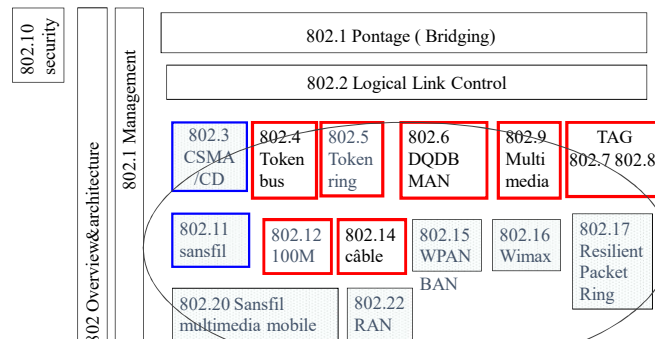 802.10
security
802 Overview&architecture
802.1 Management
802.1 Pontage ( Bridging)
802.2 Logical Link Control
802.3
CSMA
/CD
802.4
Token
bus
802.5
Token
ring
802.6
DQDB
MAN
802.9
Multi
media
TAG
802.7 802.8
802.11
sansfil
802.12
100M
802.14
câble
802.15
WPAN
BAN
802.16
Wimax
802.17
Resilient
Packet
Ring
802.20 Sansfil
multimedia mobile
802.22
RAN